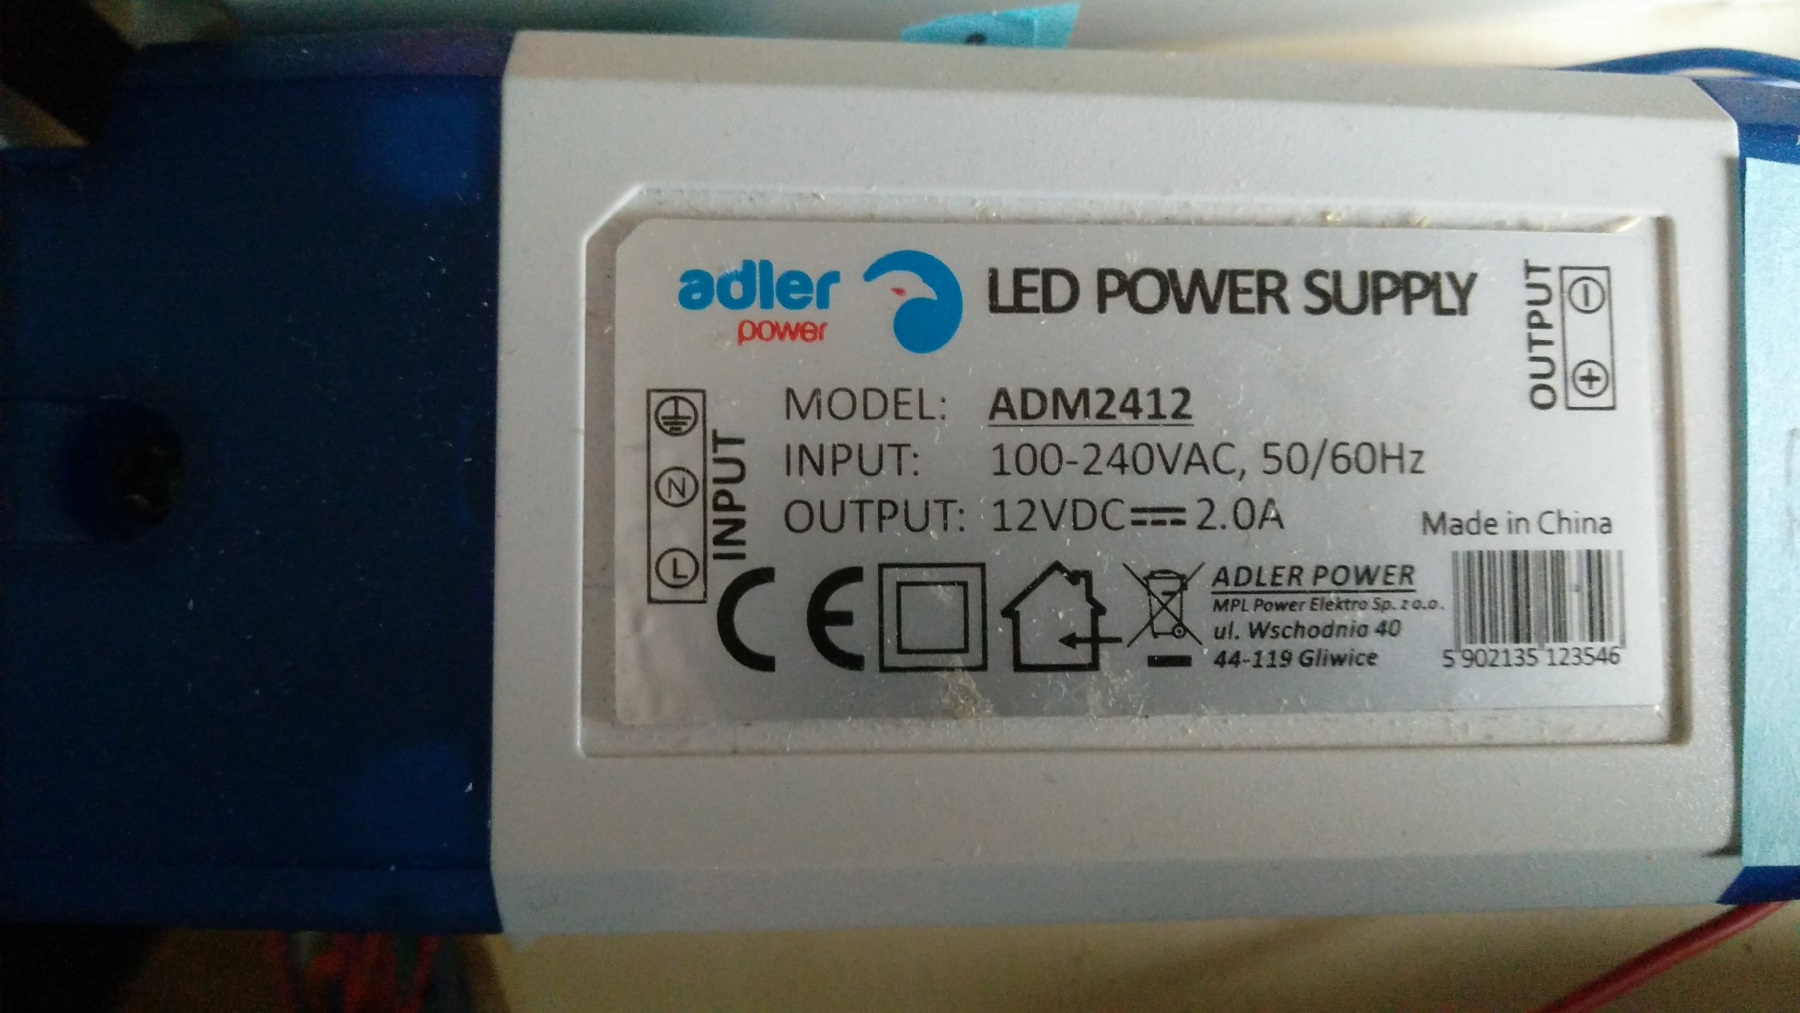 adler
power
LED POWER SUPPLY
OUTPUT
MODEL: ADM2412
INPUT: 100-240VAC, 50/60Hz
OUTPUT: 12VDC 2.0A
N
L
INPUT
Made in China
CE
ADLER POWER
MPL Power Elektro Sp. z o.o.
ul. Wschodnia 40
44-119 Gliwice
5 902135 123546